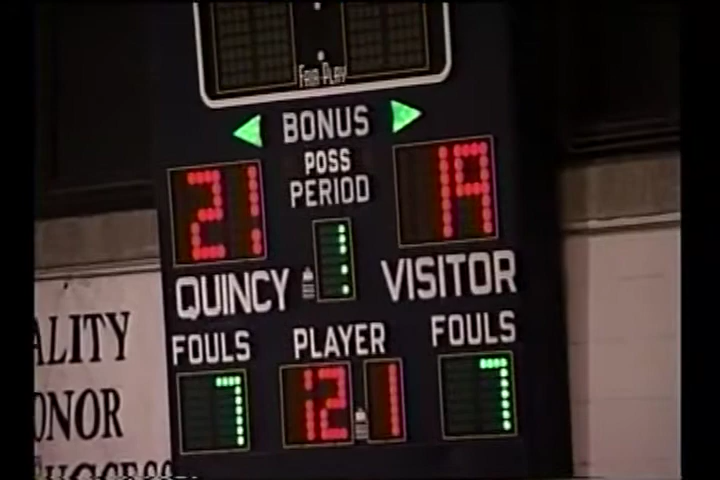 FAIR PLAY
BONUS
POSS
21 PERIOD 19
1
QUINCY VISITOR
ALITY
FOULS PLAYER FOULS
7 12 1 7
ONOR
SUCCESS